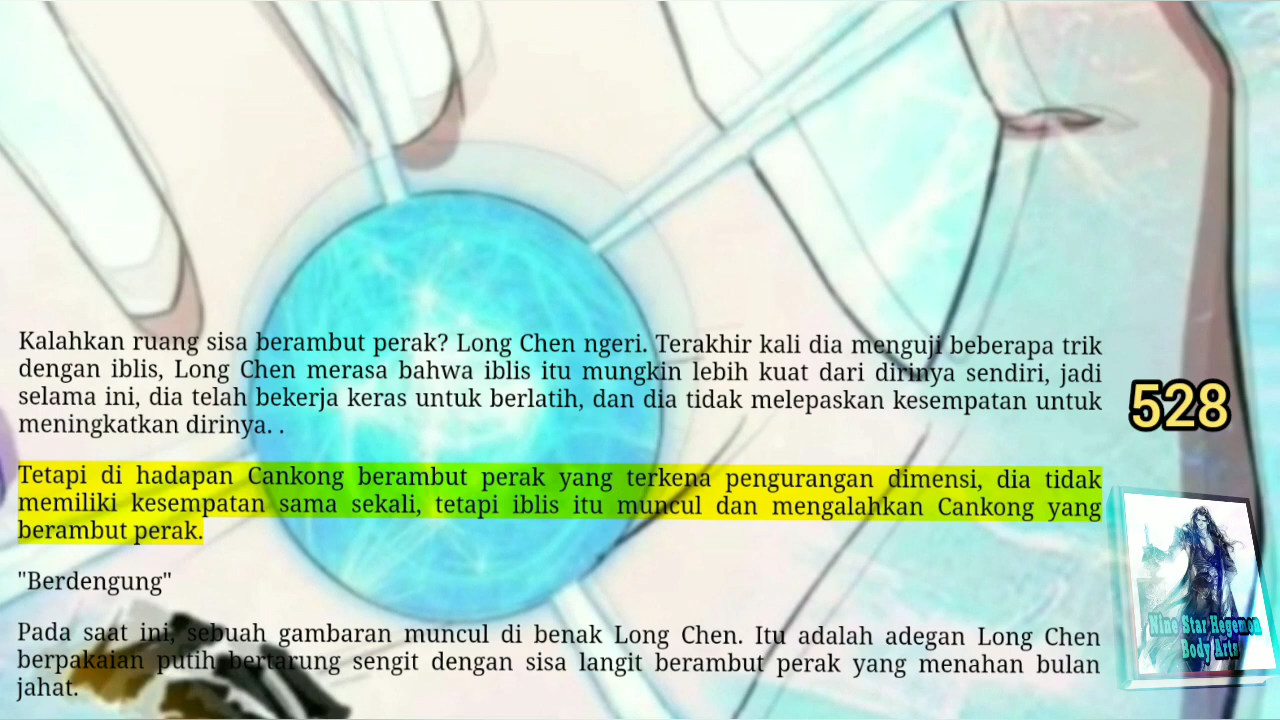 Kalahkan ruang sisa berambut perak? Long Chen ngeri. Terakhir kali dia menguji beberapa trik
dengan iblis, Long Chen merasa bahwa iblis itu mungkin lebih kuat dari dirinya sendiri, jadi
selama ini, dia telah bekerja keras untuk berlatih, dan dia tidak melepaskan kesempatan untuk
meningkatkan dirinya. .
528
Tetapi di hadapan Cankong berambut perak yang terkena pengurangan dimensi, dia tidak
memiliki kesempatan sama sekali, tetapi iblis itu muncul dan mengalahkan Cankong yang
berambut perak.
"Berdengung"
Pada saat ini, sebuah gambaran muncul di benak Long Chen. Itu adalah adegan Long Chen
berpakaian putih bertarung sengit dengan sisa langit berambut perak yang menahan bulan
jahat.
Nine Star Hegemon
Body Arts